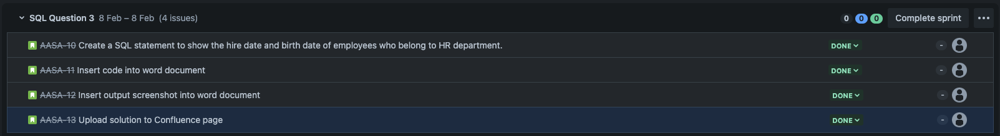 SQL Question 3 8 Feb – 8 Feb (4 issues) 0 0 0 Complete sprint
AASA-10 Create a SQL statement to show the hire date and birth date of employees who belong to HR department. DONE -
AASA-11 Insert code into word document DONE -
AASA-12 Insert output screenshot into word document DONE -
AASA-13 Upload solution to Confluence page DONE -